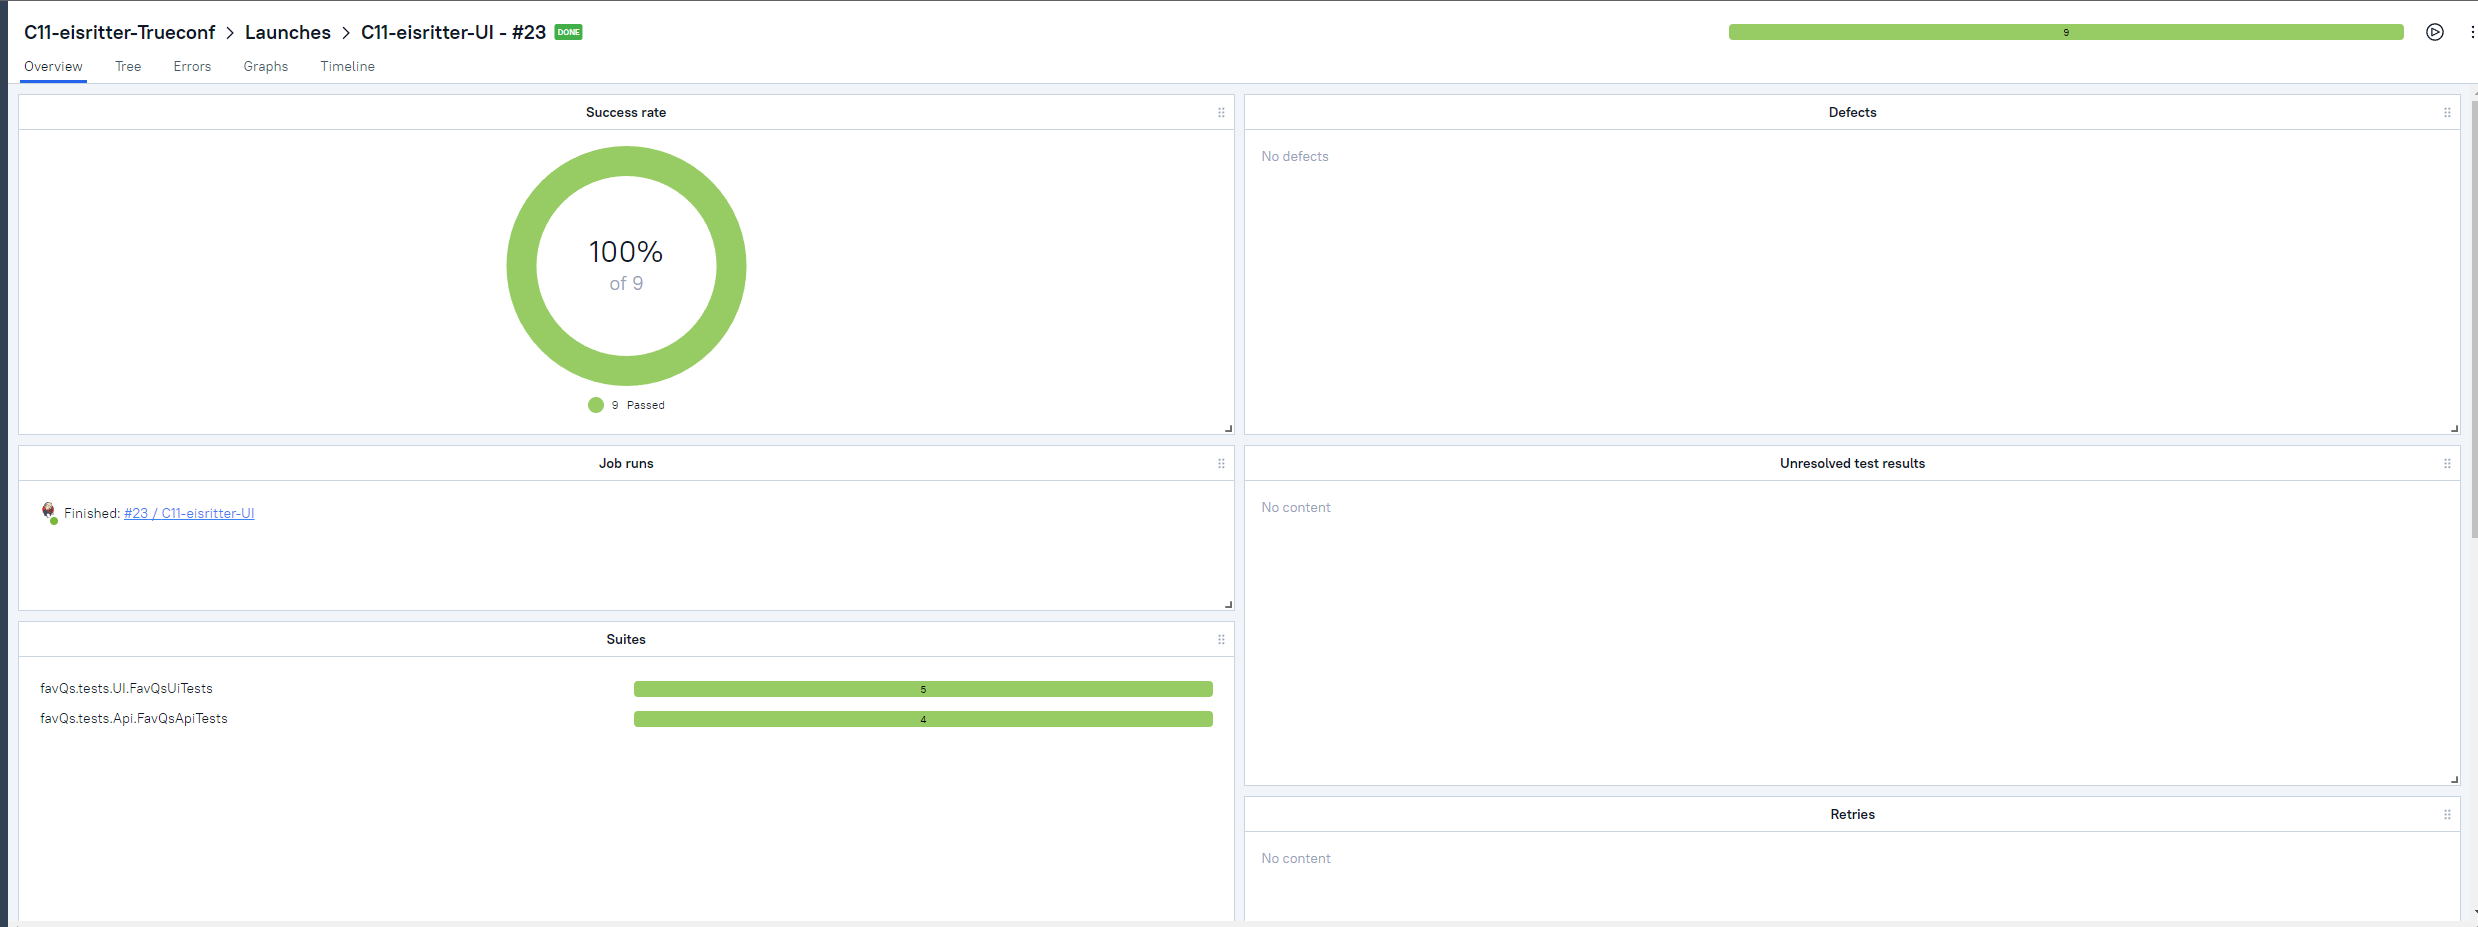 C11-eisritter-Trueconf > Launches > C11-eisritter-UI - #23 DONE 9
Overview Tree Errors Graphs Timeline
Success rate
100%
of 9
9 Passed
Defects
No defects
Job runs
Finished: #23 / C11-eisritter-UI
Unresolved test results
No content
Suites
favQs.tests.UI.FavQsUiTests 5
favQs.tests.Api.FavQsApiTests 4
Retries
No content